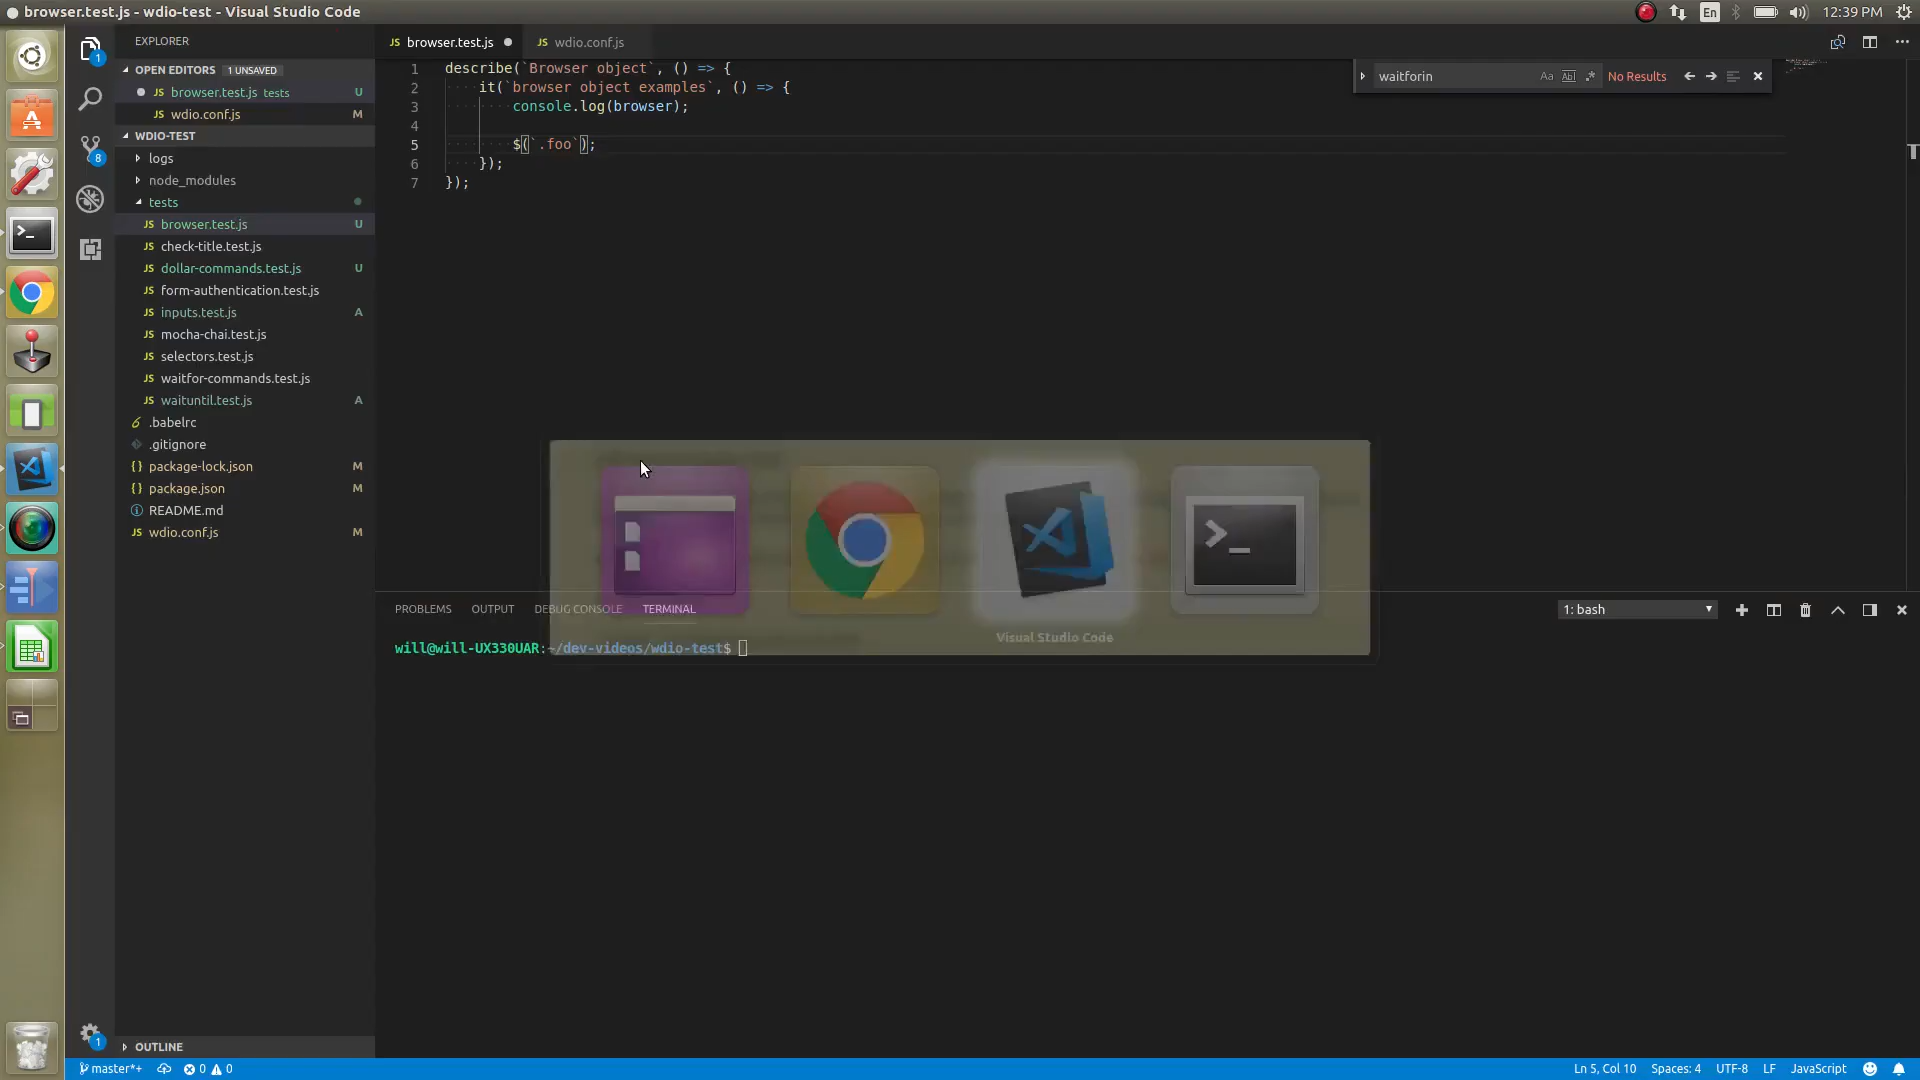 browser.test.js - wdio-test - Visual Studio Code
En
12:39 PM
EXPLORER
OPEN EDITORS 1 UNSAVED
JS browser.test.js tests U
JS wdio.conf.js M
WDIO-TEST
logs
node_modules
tests
JS browser.test.js U
JS check-title.test.js
JS dollar-commands.test.js U
JS form-authentication.test.js
JS inputs.test.js A
JS mocha-chai.test.js
JS selectors.test.js
JS waitfor-commands.test.js
JS waituntil.test.js A
.babelrc
.gitignore
{} package-lock.json M
{} package.json M
README.md
JS wdio.conf.js M
OUTLINE
1
8
1
JS browser.test.js
JS wdio.conf.js
waitforin Aa Abl .* No Results
1 describe(`Browser object`, () => {
2 it(`browser object examples`, () => {
3 console.log(browser);
4
5 $(`.foo`);
6 });
7 });
Visual Studio Code
PROBLEMS OUTPUT DEBUG CONSOLE TERMINAL
1: bash
will@will-UX330UAR:~/dev-videos/wdio-test$
master*+ 0 0
Ln 5, Col 10 Spaces: 4 UTF-8 LF JavaScript